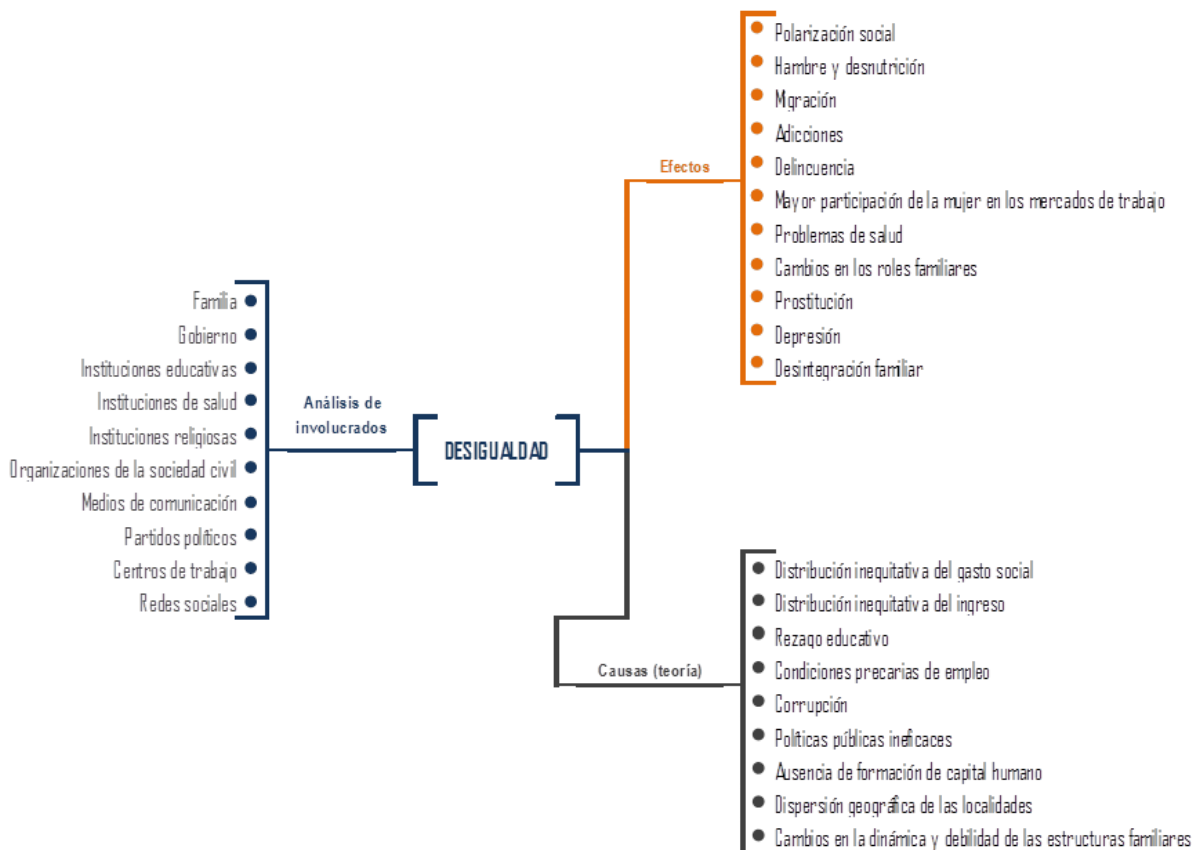 Efectos
Polarización social
Hambre y desnutrición
Migración
Adicciones
Delincuencia
Mayor participación de la mujer en los mercados de trabajo
Problemas de salud
Cambios en los roles familiares
Prostitución
Depresión
Desintegración familiar
Familia
Gobierno
Instituciones educativas
Instituciones de salud
Instituciones religiosas
Organizaciones de la sociedad civil
Medios de comunicación
Partidos políticos
Centros de trabajo
Redes sociales
Análisis de
involucrados
DESIGUALDAD
Causas (teoría)
Distribución inequitativa del gasto social
Distribución inequitativa del ingreso
Rezago educativo
Condiciones precarias de empleo
Corrupción
Políticas públicas ineficaces
Ausencia de formación de capital humano
Dispersión geográfica de las localidades
Cambios en la dinámica y debilidad de las estructuras familiares